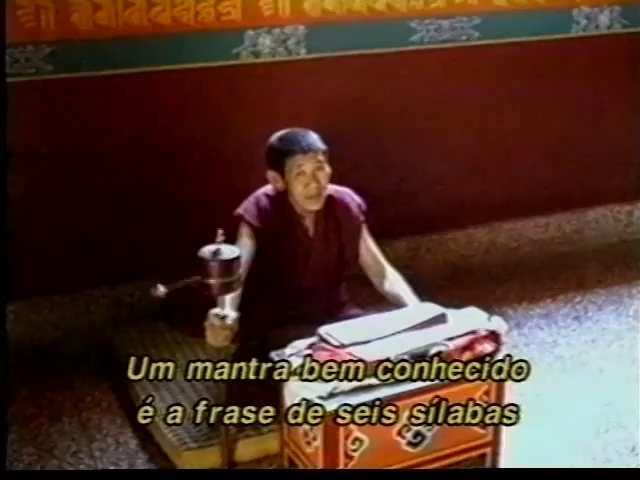 Um mantra bem conhecido
é a frase de seis sílabas